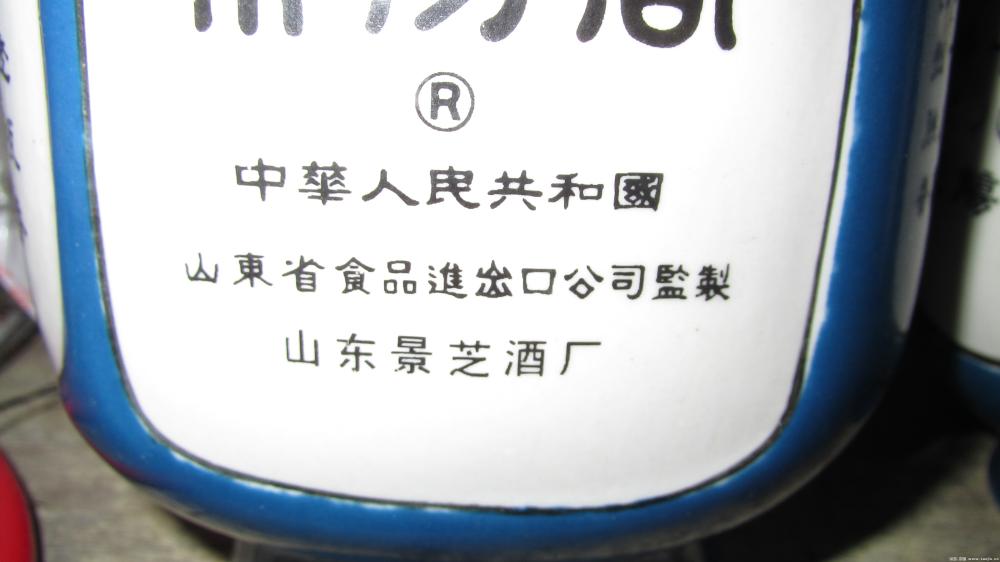 ®
中華人民共和國
山東省食品進出口公司監製
山东景芝酒厂